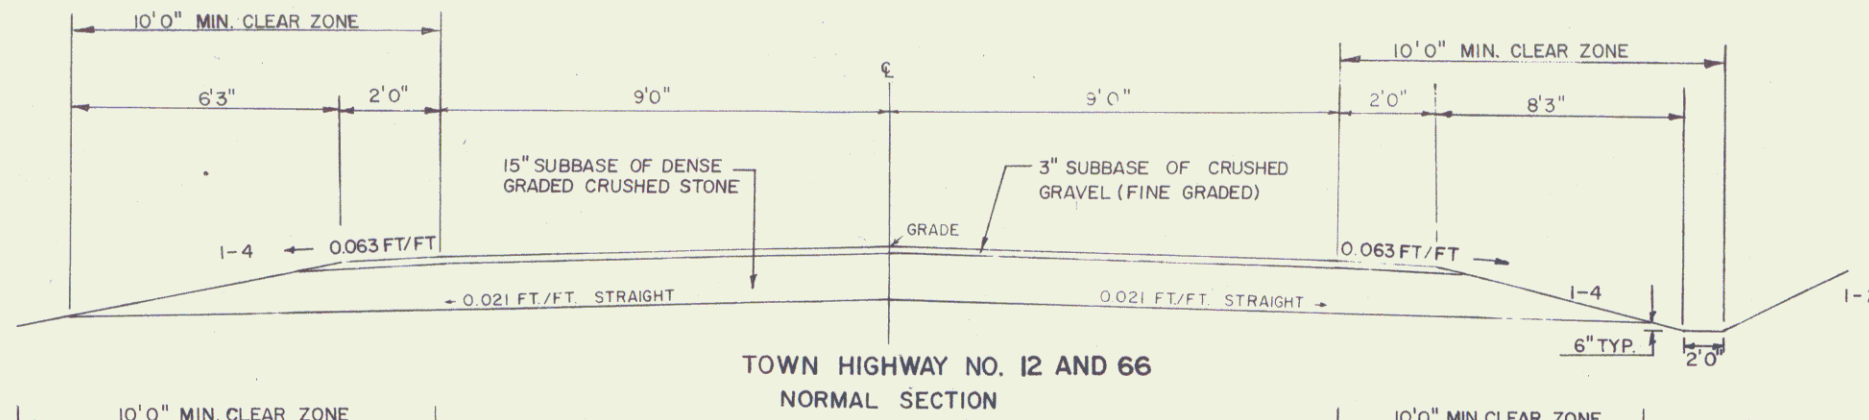 10'0" MIN. CLEAR ZONE
10'0" MIN. CLEAR ZONE
℄
6'3"
2'0"
9'0"
9'0"
2'0"
8'3"
15" SUBBASE OF DENSE
GRADED CRUSHED STONE
3" SUBBASE OF CRUSHED
GRAVEL (FINE GRADED)
GRADE
1-4
0.063 FT/FT
0.063 FT/FT
0.021 FT./FT. STRAIGHT
0.021 FT./FT. STRAIGHT
1-4
6" TYP.
2'0"
TOWN HIGHWAY NO. 12 AND 66
NORMAL SECTION
10'0" MIN. CLEAR ZONE
10'0" MIN. CLEAR ZONE